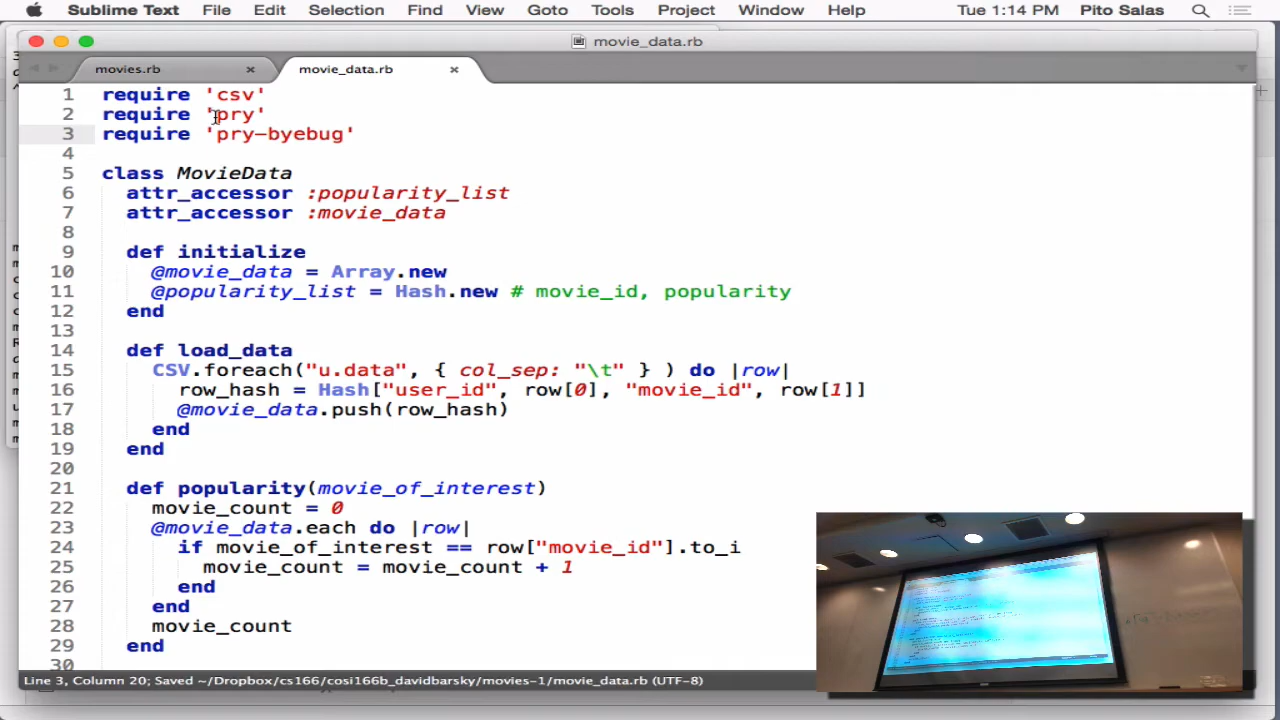 Sublime Text File Edit Selection Find View Goto Tools Project Window Help Tue 1:14 PM Pito Salas
movie_data.rb
movies.rb × movie_data.rb ×
1 require 'csv'
2 require 'pry'
3 require 'pry-byebug'
4
5 class MovieData
6 attr_accessor :popularity_list
7 attr_accessor :movie_data
8
9 def initialize
10 @movie_data = Array.new
11 @popularity_list = Hash.new # movie_id, popularity
12 end
13
14 def load_data
15 CSV.foreach("u.data", { col_sep: "\t" } ) do |row|
16 row_hash = Hash["user_id", row[0], "movie_id", row[1]]
17 @movie_data.push(row_hash)
18 end
19 end
20
21 def popularity(movie_of_interest)
22 movie_count = 0
23 @movie_data.each do |row|
24 if movie_of_interest == row["movie_id"].to_i
25 movie_count = movie_count + 1
26 end
27 end
28 movie_count
29 end
30
Line 3, Column 20; Saved ~/Dropbox/cs166/cosi166b_davidbarsky/movies-1/movie_data.rb (UTF-8)